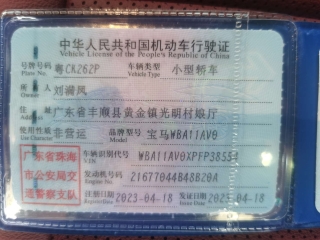 中华人民共和国机动车行驶证
Vehicle License of the People's Republic of China
号牌号码 粤CK262P 车辆类型 小型轿车
Plate No. Vehicle Type
所有人 刘满凤
Owner
住址 广东省丰顺县黄金镇光明村银厅
Address
使用性质 非营运 品牌型号 宝马WBA11AV0
Use Character Model
广东省珠海
市公安局交
通警察支队
车辆识别代号 WBA11AV0XPFP38554
VIN
发动机号码 21677044B48B20A
Engine No.
注册日期 2023-04-18 发证日期 2023-04-18
Register Date Issue Date